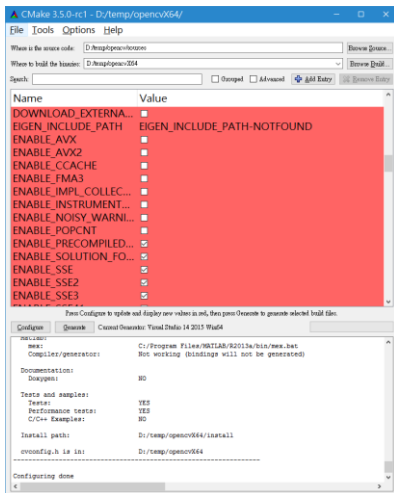 CMake 3.5.0-rc1 - D:/temp/opencvX64/
File Tools Options Help
Where is the source code: D:/temp/opencv/sources Browse Source...
Where to build the binaries: D:/temp/opencvX64 Browse Build...
Search: Grouped Advanced Add Entry Remove Entry
Name Value
DOWNLOAD_EXTERNA...
EIGEN_INCLUDE_PATH EIGEN_INCLUDE_PATH-NOTFOUND
ENABLE_AVX
ENABLE_AVX2
ENABLE_CCACHE
ENABLE_FMA3
ENABLE_IMPL_COLLEC...
ENABLE_INSTRUMENT...
ENABLE_NOISY_WARNI...
ENABLE_POPCNT
ENABLE_PRECOMPILED...
ENABLE_SOLUTION_FO...
ENABLE_SSE
ENABLE_SSE2
ENABLE_SSE3
ENABLE_SSE41
Press Configure to update and display new values in red, then press Generate to generate selected build files.
Configure Generate Current Generator: Visual Studio 14 2015 Win64
Matlab:
mex: C:/Program Files/MATLAB/R2013a/bin/mex.bat
Compiler/generator: Not working (bindings will not be generated)
Documentation:
Doxygen: NO
Tests and samples:
Tests: YES
Performance tests: YES
C/C++ Examples: NO
Install path: D:/temp/opencvX64/install
cvconfig.h is in: D:/temp/opencvX64
-----------------------------------------------------------------
Configuring done